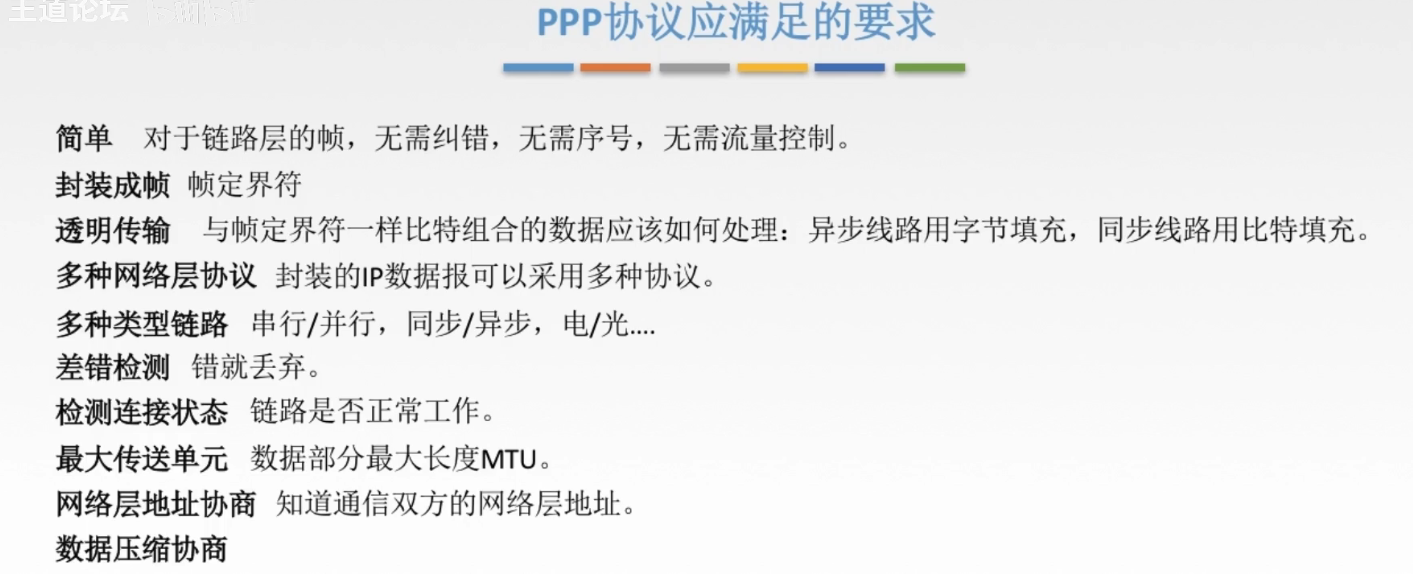 王道论坛
PPP协议应满足的要求
简单 对于链路层的帧，无需纠错，无需序号，无需流量控制。
封装成帧 帧定界符
透明传输 与帧定界符一样比特组合的数据应该如何处理：异步线路用字节填充，同步线路用比特填充。
多种网络层协议 封装的IP数据报可以采用多种协议。
多种类型链路 串行/并行，同步/异步，电/光....
差错检测 错就丢弃。
检测连接状态 链路是否正常工作。
最大传送单元 数据部分最大长度MTU。
网络层地址协商 知道通信双方的网络层地址。
数据压缩协商